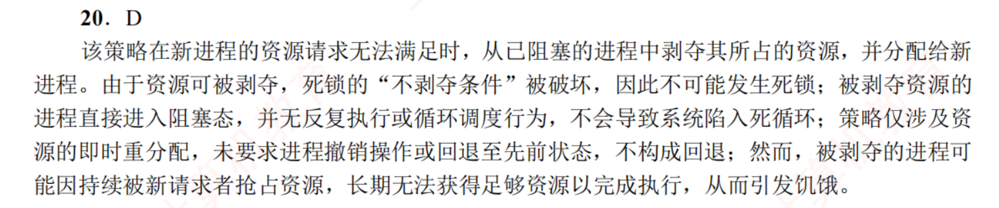 20. D
该策略在新进程的资源请求无法满足时，从已阻塞的进程中剥夺其所占的资源，并分配给新
进程。由于资源可被剥夺，死锁的“不剥夺条件”被破坏，因此不可能发生死锁；被剥夺资源的
进程直接进入阻塞态，并无反复执行或循环调度行为，不会导致系统陷入死循环；策略仅涉及资
源的即时重分配，未要求进程撤销操作或回退至先前状态，不构成回退；然而，被剥夺的进程可
能因持续被新请求者抢占资源，长期无法获得足够资源以完成执行，从而引发饥饿。